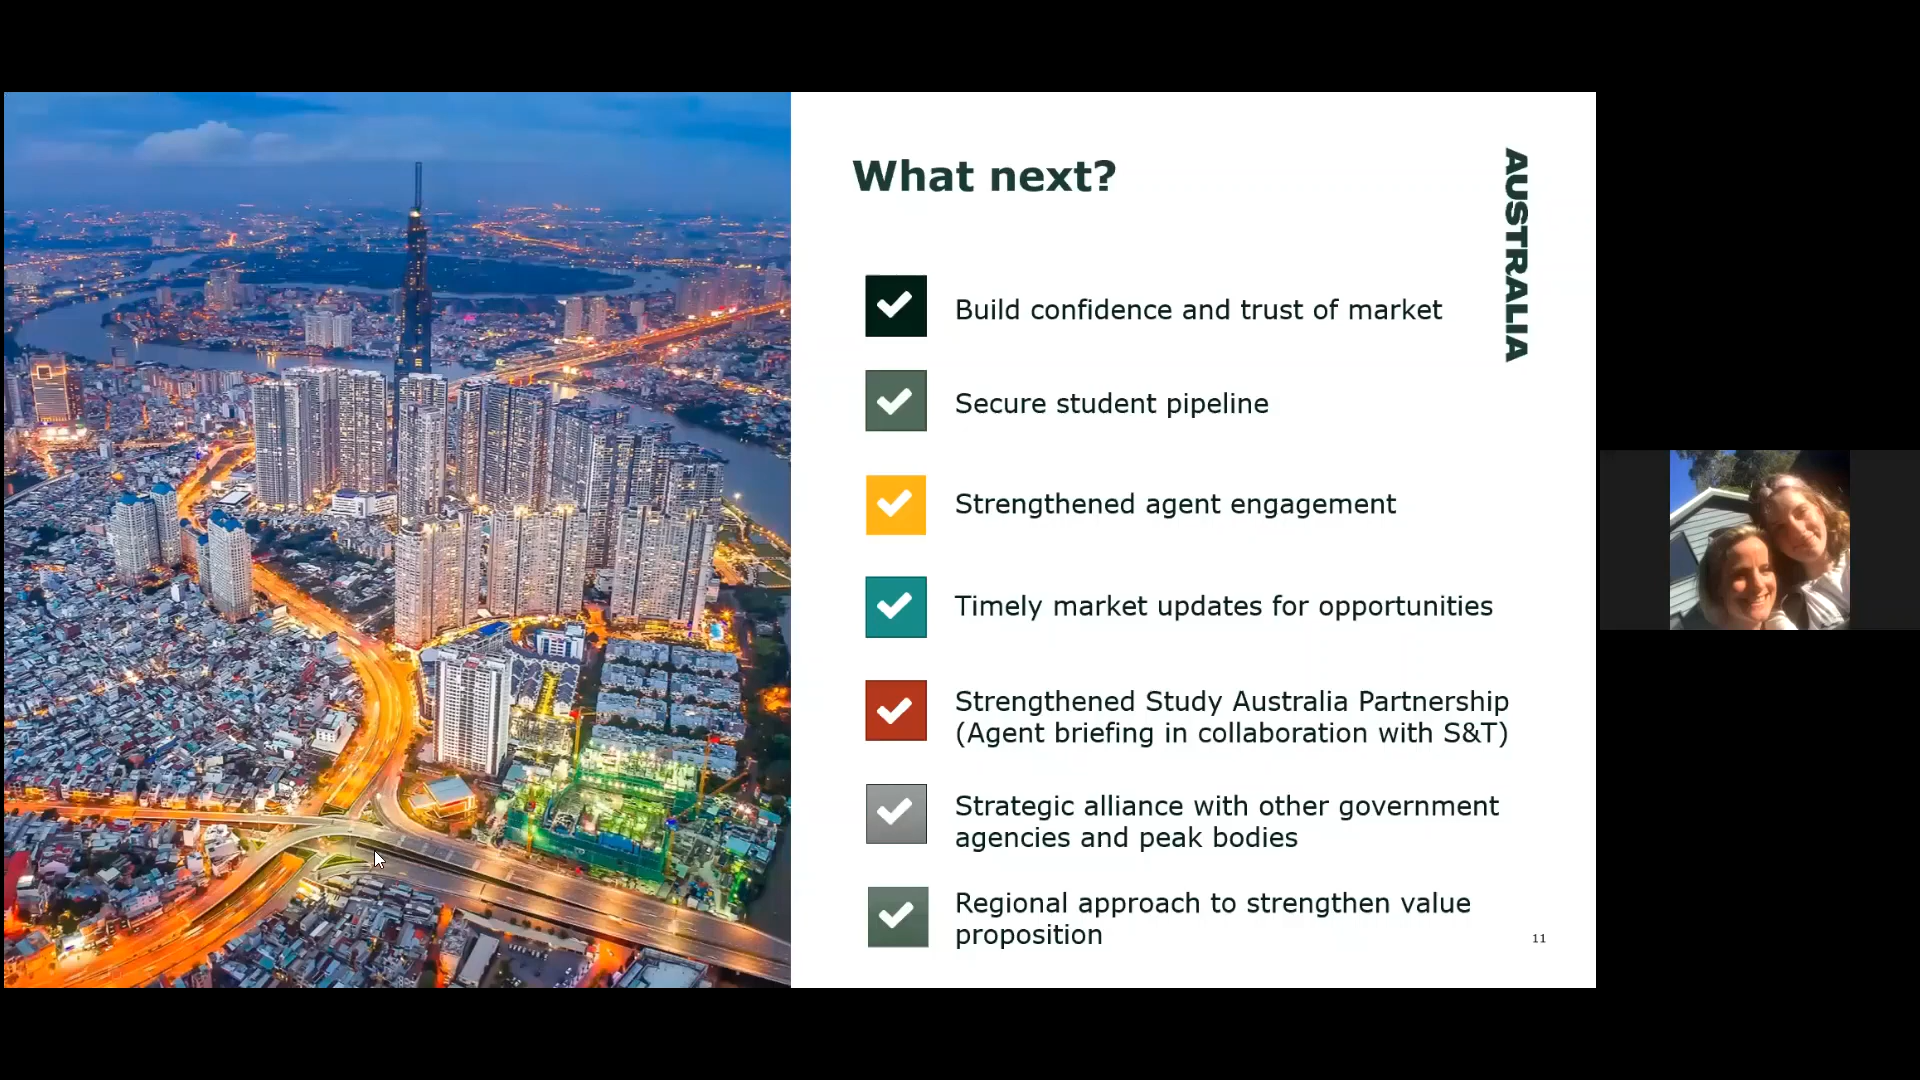 What next?
AUSTRALIA
Build confidence and trust of market
Secure student pipeline
Strengthened agent engagement
Timely market updates for opportunities
Strengthened Study Australia Partnership
(Agent briefing in collaboration with S&T)
Strategic alliance with other government
agencies and peak bodies
Regional approach to strengthen value
proposition
11